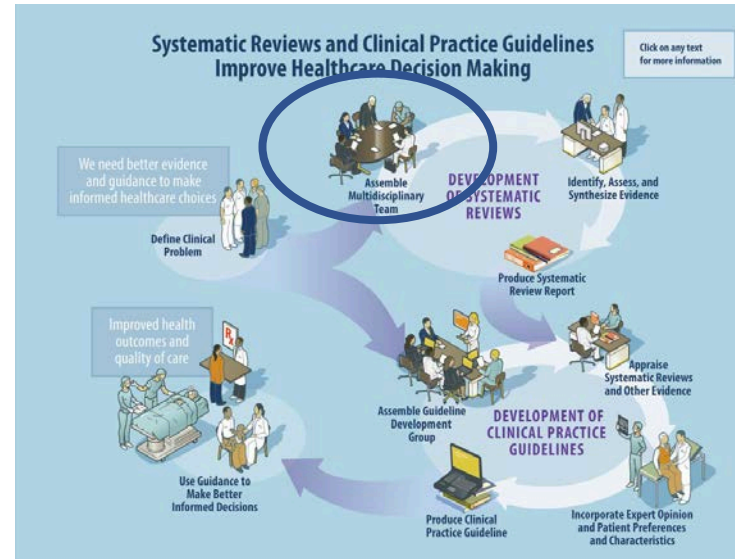 Systematic Reviews and Clinical Practice Guidelines
Improve Healthcare Decision Making
Click on any text
for more information
We need better evidence
and guidance to make
informed healthcare choices
Define Clinical
Problem
Assemble
Multidisciplinary
Team
DEVELOPMENT
OF SYSTEMATIC
REVIEWS
Identify, Assess, and
Synthesize Evidence
Produce Systematic
Review Report
Improved health
outcomes and
quality of care
Rx
Assemble Guideline
Development
Group
DEVELOPMENT OF
CLINICAL PRACTICE
GUIDELINES
Appraise
Systematic Reviews
and Other Evidence
Use Guidance to
Make Better
Informed Decisions
Produce Clinical
Practice Guideline
Incorporate Expert Opinion
and Patient Preferences
and Characteristics